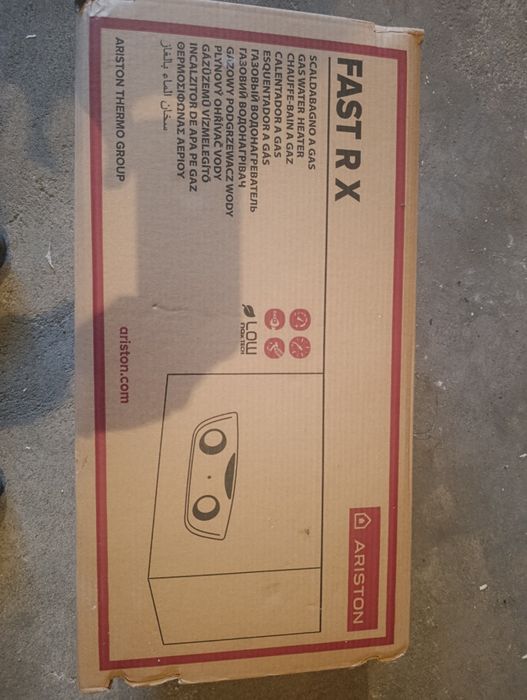 FAST R X
SCALDABAGNO A GAS
GAS WATER HEATER
CHAUFFE-BAIN A GAZ
CALENTADOR A GAS
ESQUENTADOR A GÁS
ГАЗОВЫЙ ВОДОНАГРЕВАТЕЛЬ
ГАЗОВИЙ ВОДОНАГРІВАЧ
GAZOWY PODGRZEWACZ WODY
PLYNOVÝ OHŘÍVAČ VODY
GÁZÜZEMŰ VÍZMELEGÍTŐ
INCALZITOR DE APA PE GAZ
ΘΕΡΜΟΣΙΦΩΝΑΣ ΑΕΡΙΟΥ
سخان الماء بالغاز
ARISTON THERMO GROUP
LOW
ariston.com
ARISTON